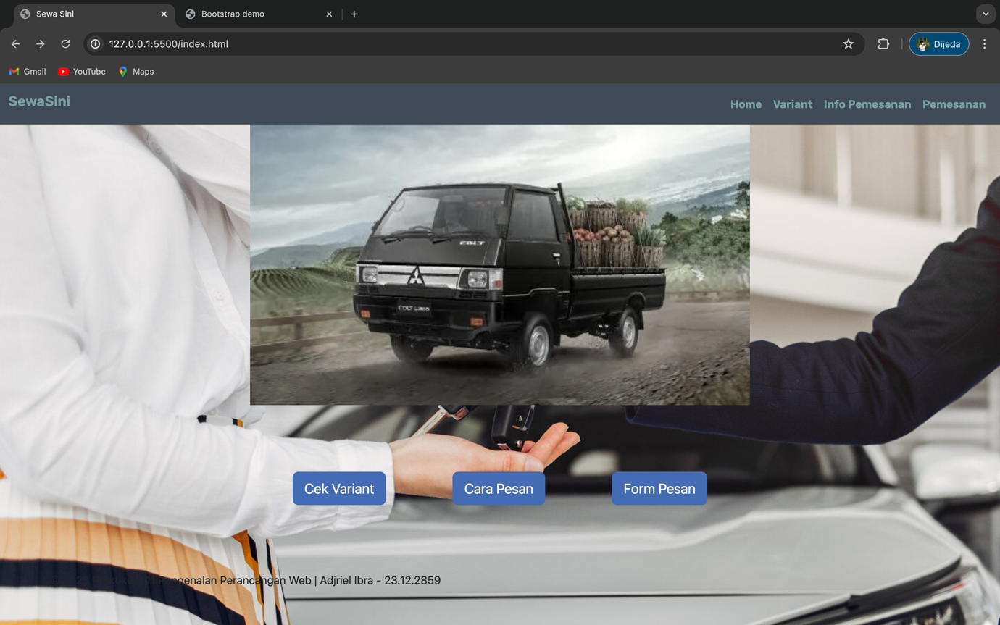 Sewa Sini
Bootstrap demo
127.0.0.1:5500/index.html
Dijeda
Gmail
YouTube
Maps
SewaSini
Home
Variant
Info Pemesanan
Pemesanan
COLT
COLT L300
Cek Variant
Cara Pesan
Form Pesan
Pengenalan Perancangan Web | Adjriel Ibra - 23.12.2859